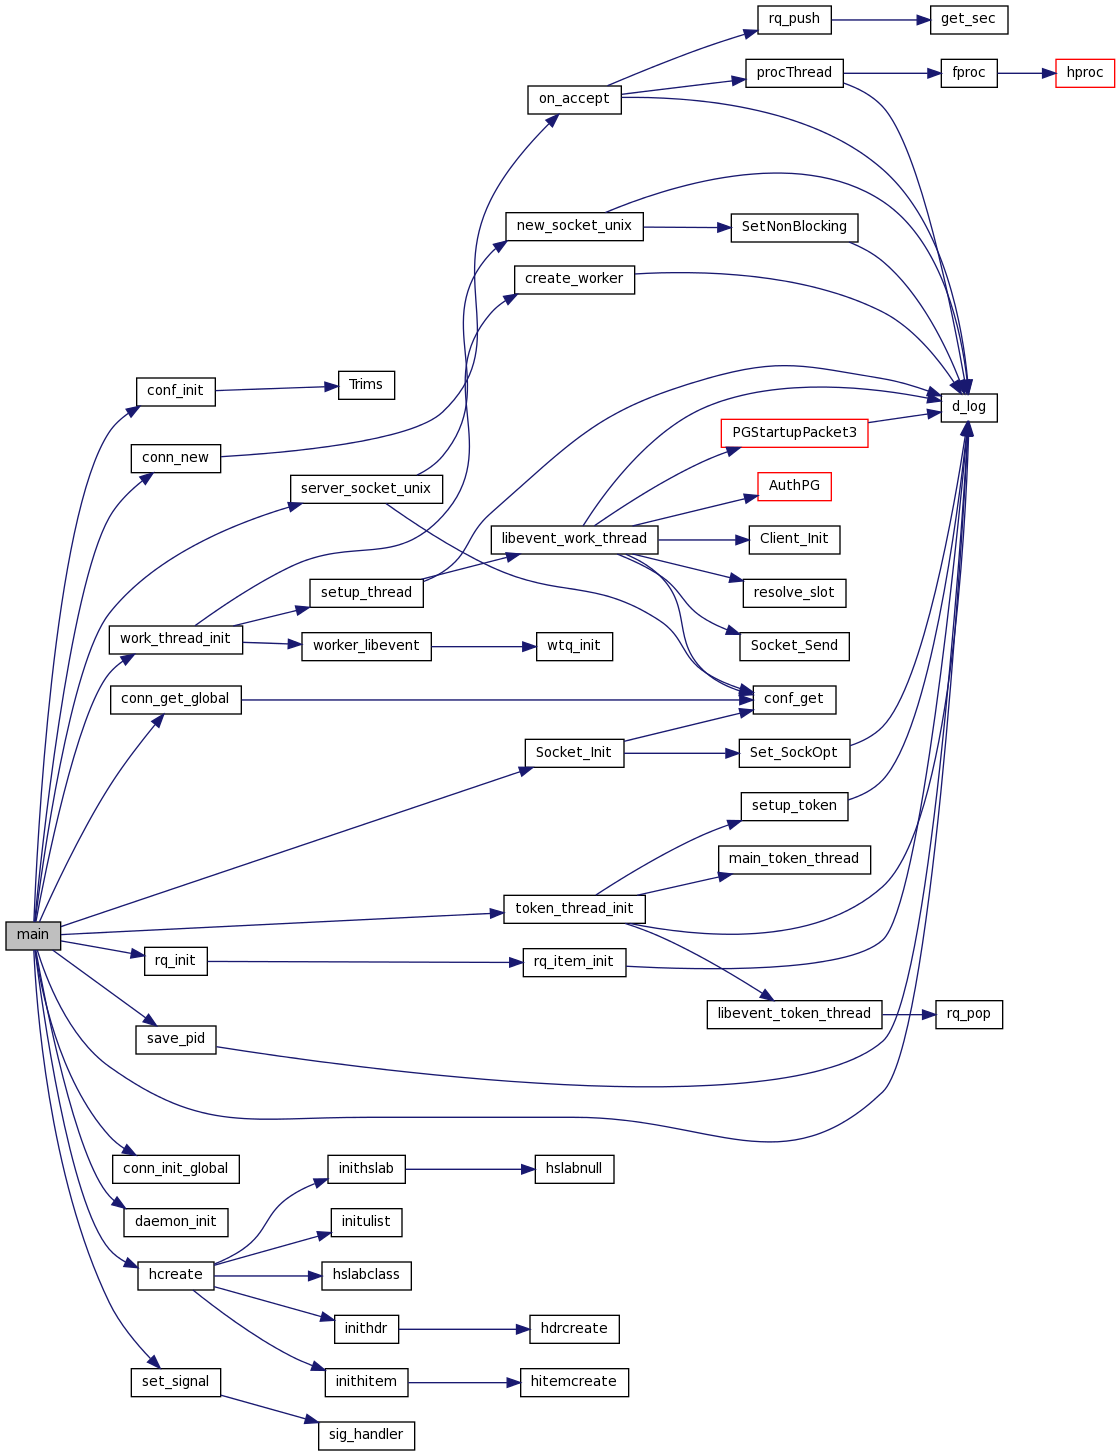 rq_push
get_sec
procThread
fproc
hproc
on_accept
new_socket_unix
SetNonBlocking
create_worker
conf_init
Trims
d_log
conn_new
PGStartupPacket3
server_socket_unix
AuthPG
libevent_work_thread
Client_Init
setup_thread
resolve_slot
work_thread_init
worker_libevent
wtq_init
Socket_Send
conn_get_global
conf_get
Socket_Init
Set_SockOpt
setup_token
main_token_thread
token_thread_init
main
rq_init
rq_item_init
libevent_token_thread
rq_pop
save_pid
conn_init_global
inithslab
hslabnull
daemon_init
initulist
hcreate
hslabclass
inithdr
hdrcreate
set_signal
inithitem
hitemcreate
sig_handler